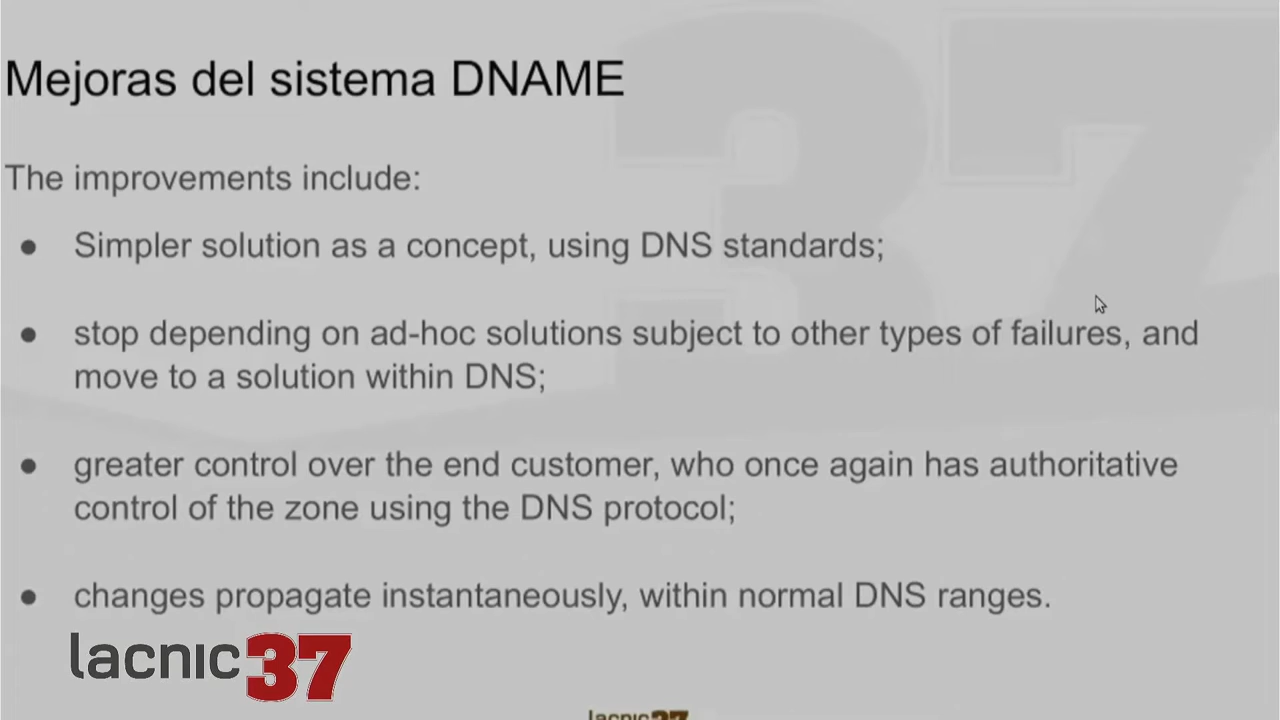 Mejoras del sistema DNAME
The improvements include:
● Simpler solution as a concept, using DNS standards;
● stop depending on ad-hoc solutions subject to other types of failures, and
move to a solution within DNS;
● greater control over the end customer, who once again has authoritative
control of the zone using the DNS protocol;
● changes propagate instantaneously, within normal DNS ranges.
lacnic37
lacnic37